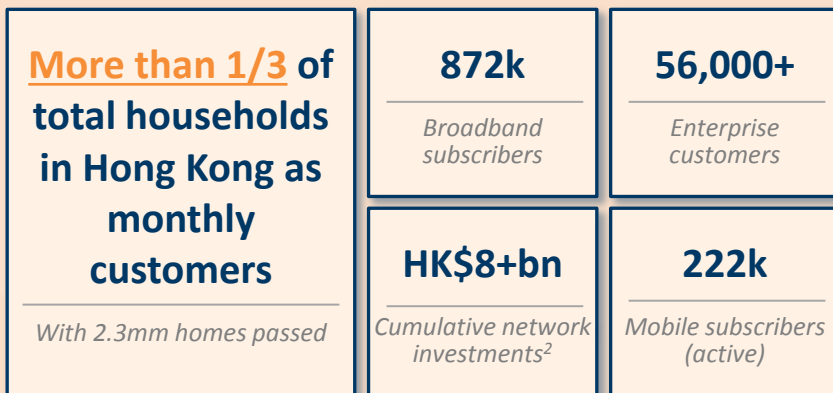 More than 1/3 of
total households
in Hong Kong as
monthly
customers
With 2.3mm homes passed
872k
Broadband
subscribers
56,000+
Enterprise
customers
HK$8+bn
Cumulative network
investments2
222k
Mobile subscribers
(active)